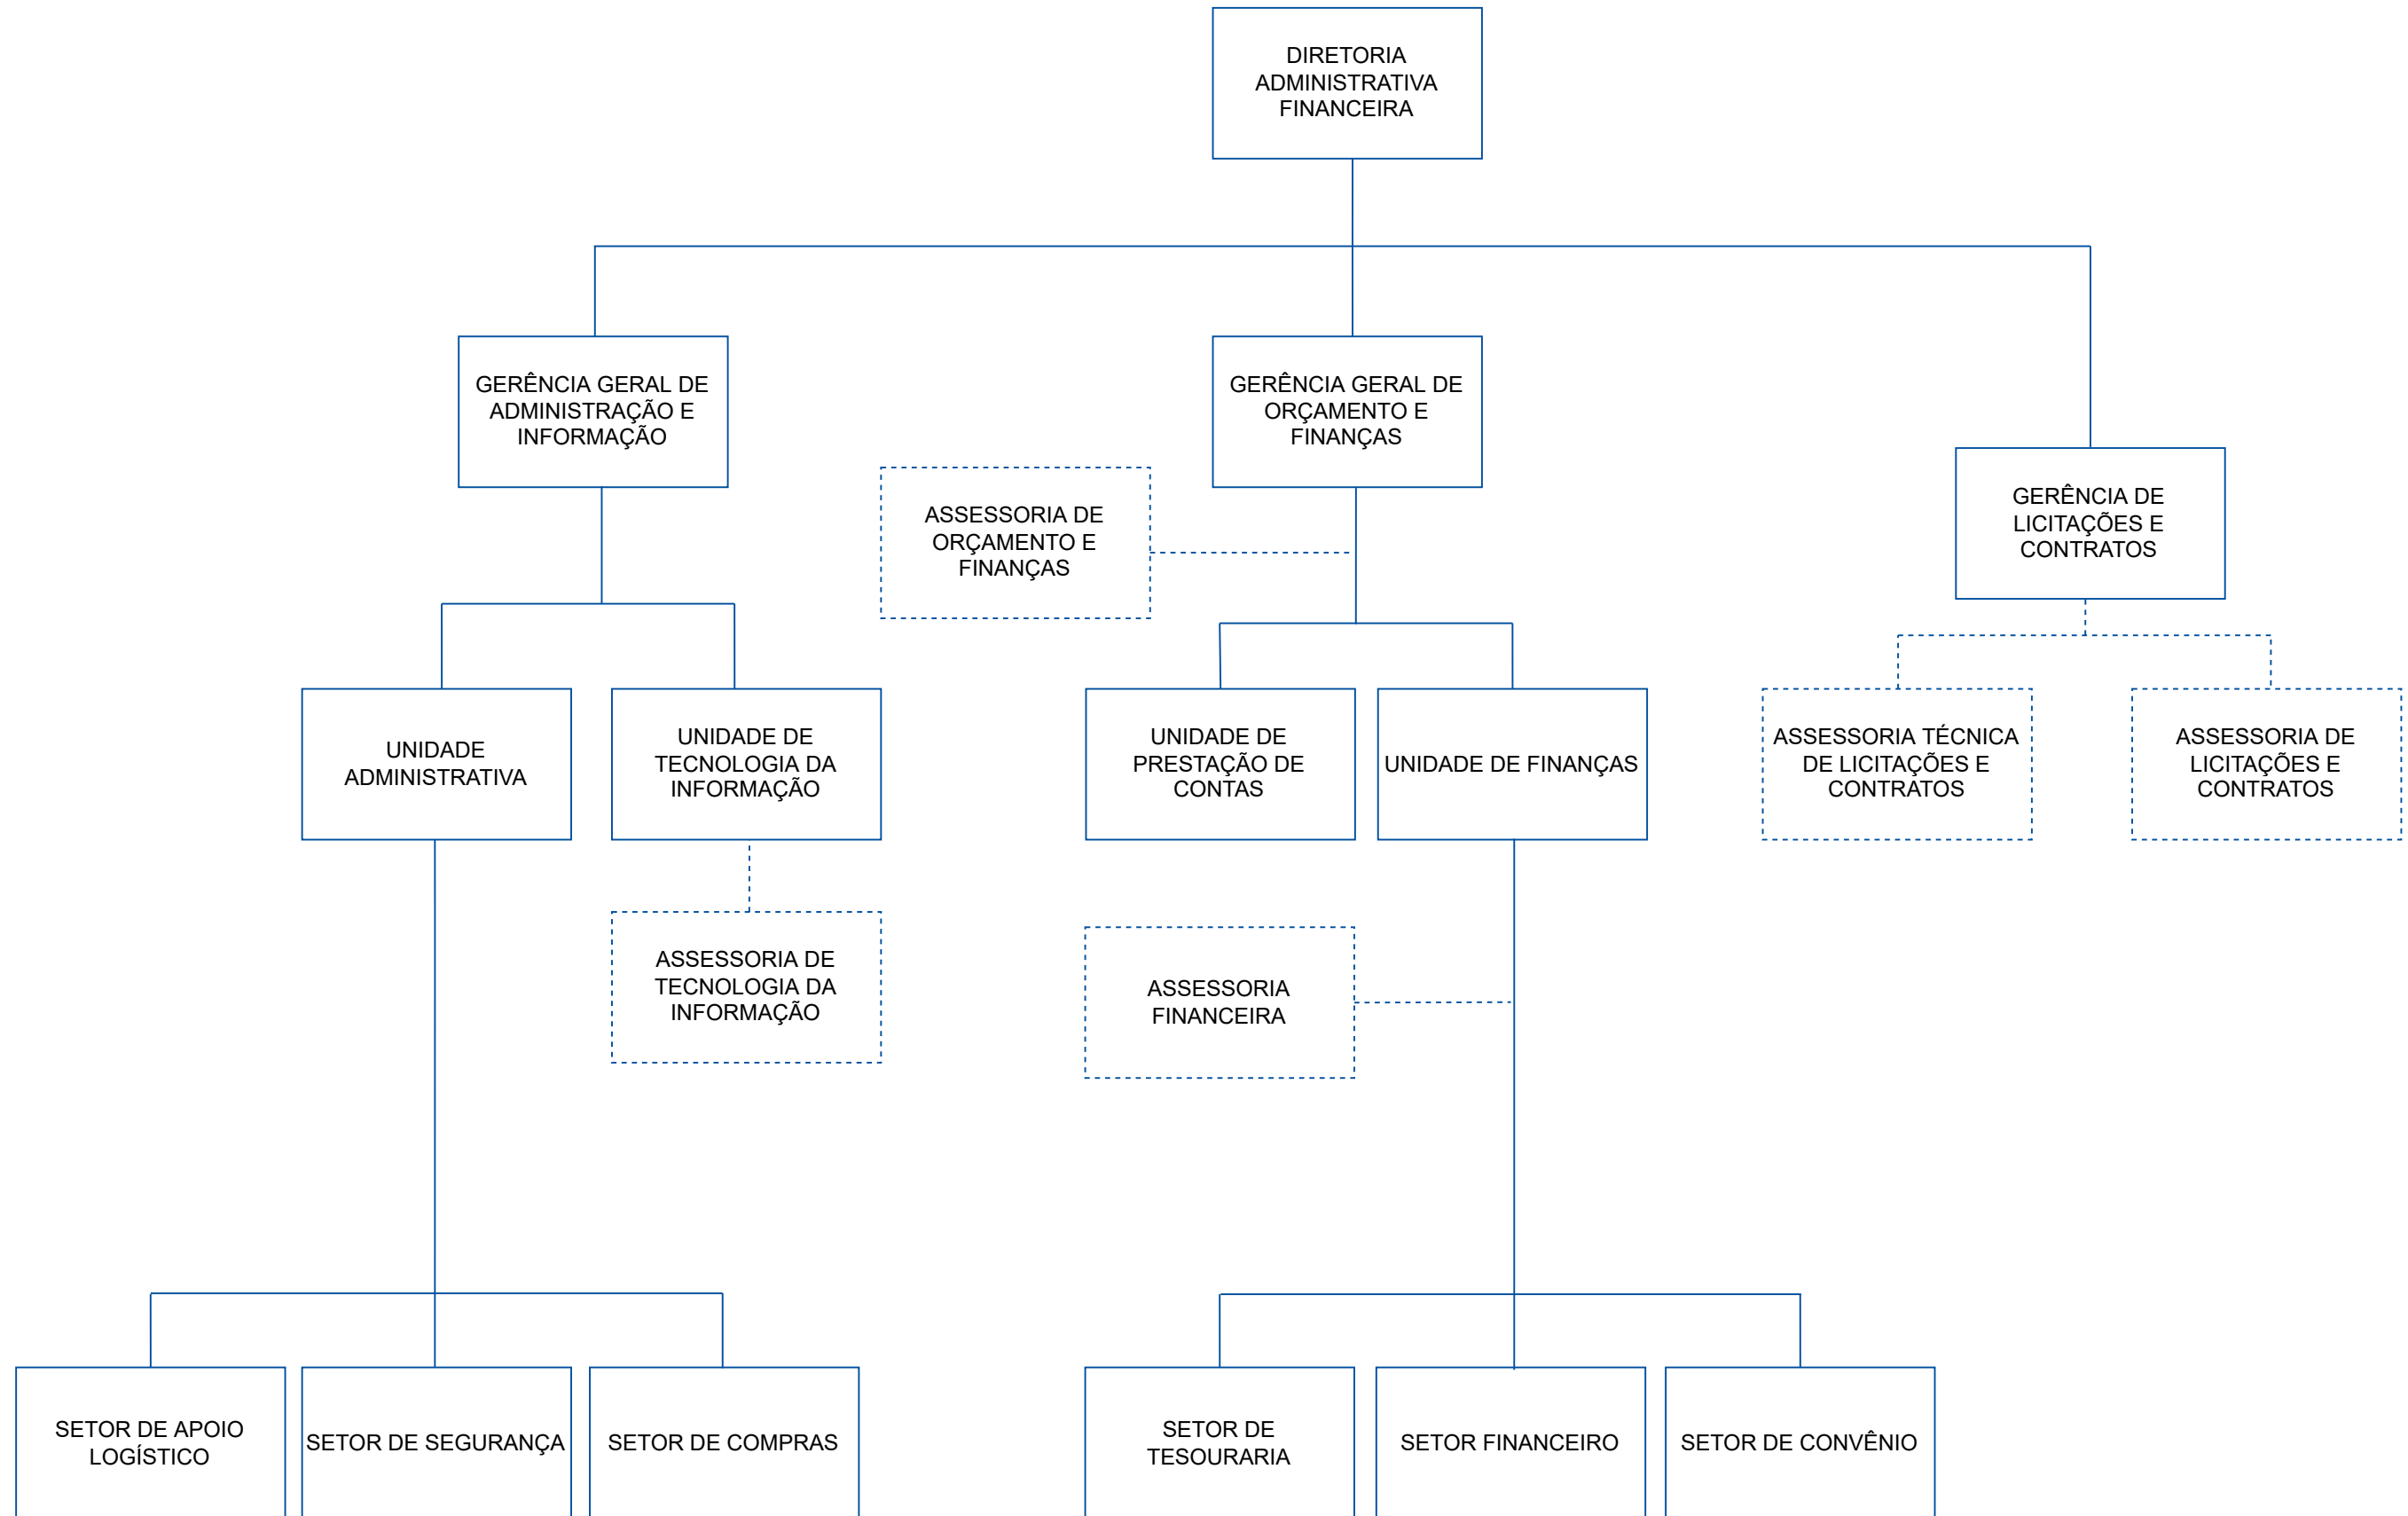 DIRETORIA
ADMINISTRATIVA
FINANCEIRA
GERÊNCIA GERAL DE
ADMINISTRAÇÃO E
INFORMAÇÃO
GERÊNCIA GERAL DE
ORÇAMENTO E
FINANÇAS
GERÊNCIA DE
LICITAÇÕES E
CONTRATOS
ASSESSORIA DE
ORÇAMENTO E
FINANÇAS
UNIDADE
ADMINISTRATIVA
UNIDADE DE
TECNOLOGIA DA
INFORMAÇÃO
UNIDADE DE
PRESTAÇÃO DE
CONTAS
UNIDADE DE FINANÇAS
ASSESSORIA TÉCNICA
DE LICITAÇÕES E
CONTRATOS
ASSESSORIA DE
LICITAÇÕES E
CONTRATOS
ASSESSORIA DE
TECNOLOGIA DA
INFORMAÇÃO
ASSESSORIA
FINANCEIRA
SETOR DE APOIO
LOGÍSTICO
SETOR DE SEGURANÇA
SETOR DE COMPRAS
SETOR DE
TESOURARIA
SETOR FINANCEIRO
SETOR DE CONVÊNIO